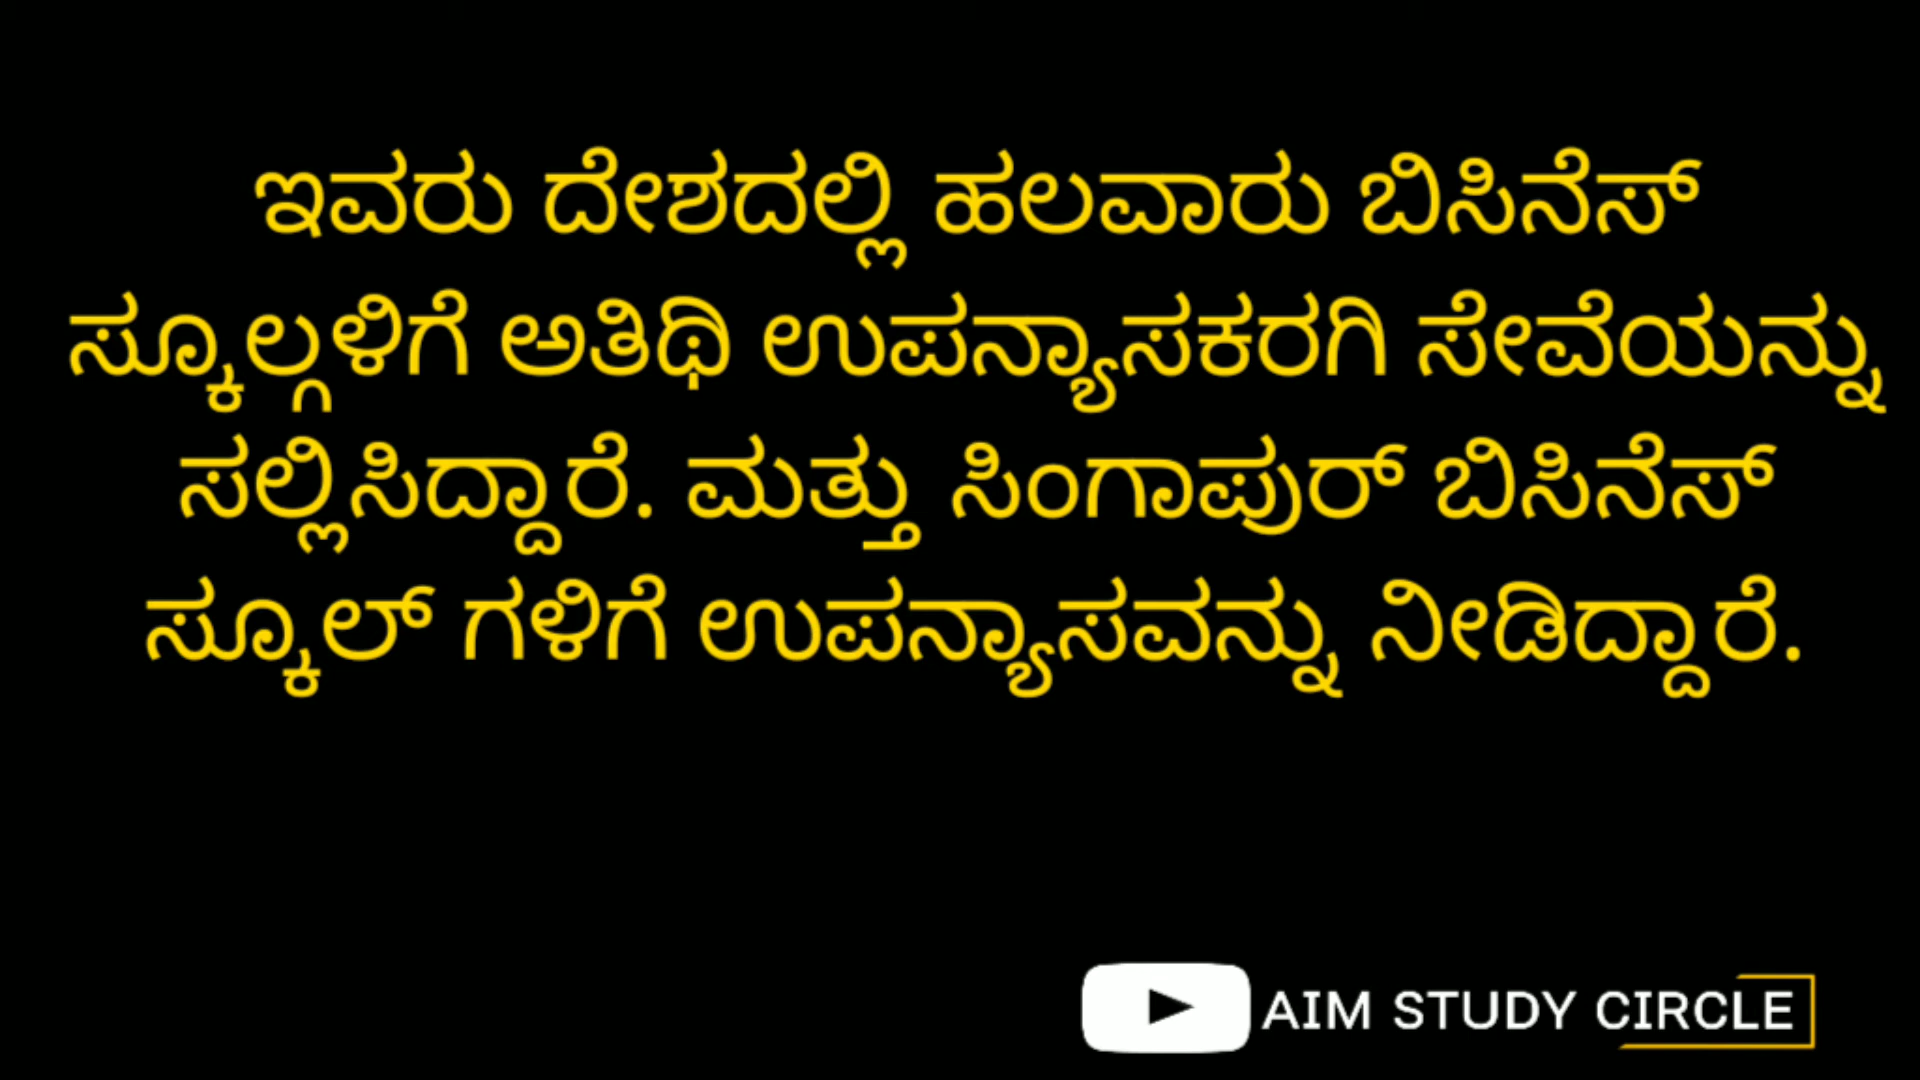 ಇವರು ದೇಶದಲ್ಲಿ ಹಲವಾರು ಬಿಸಿನೆಸ್
ಸ್ಕೂಲ್ಗಳಿಗೆ ಅತಿಥಿ ಉಪನ್ಯಾಸಕರಗಿ ಸೇವೆಯನ್ನು
ಸಲ್ಲಿಸಿದ್ದಾರೆ. ಮತ್ತು ಸಿಂಗಾಪುರ್ ಬಿಸಿನೆಸ್
ಸ್ಕೂಲ್ ಗಳಿಗೆ ಉಪನ್ಯಾಸವನ್ನು ನೀಡಿದ್ದಾರೆ.
AIM STUDY CIRCLE